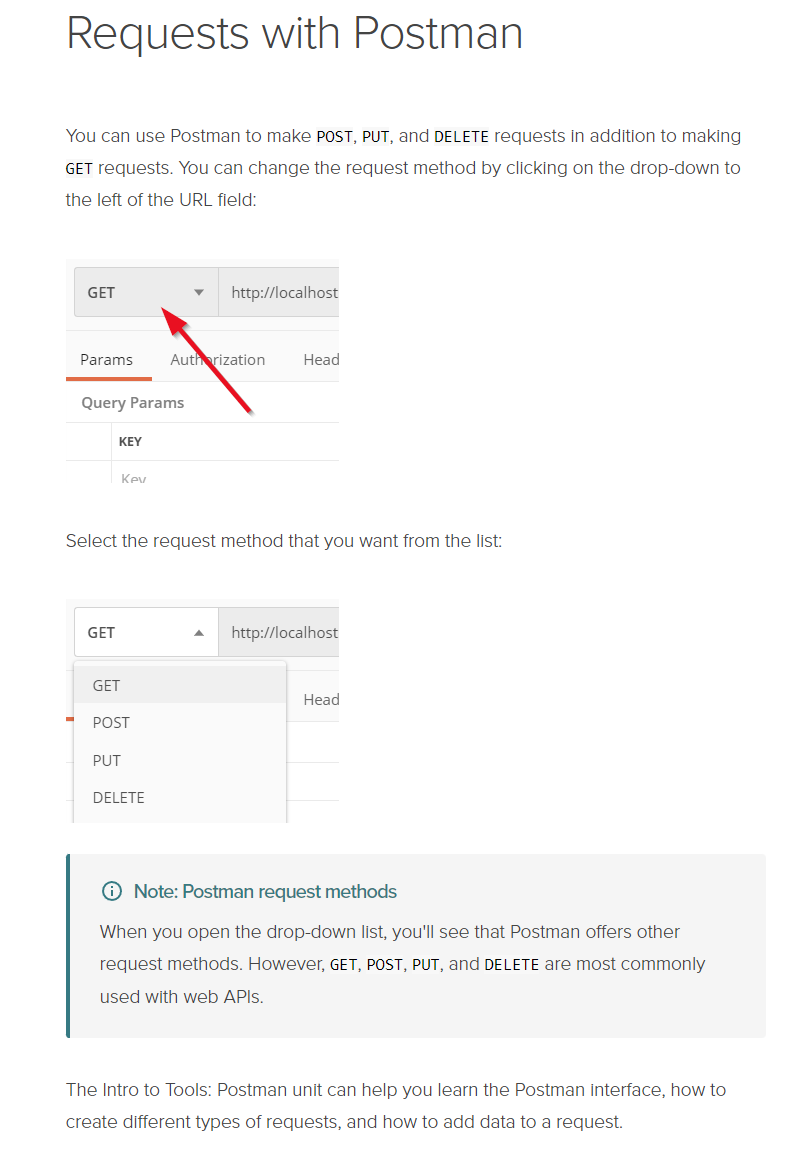 Requests with Postman
You can use Postman to make POST, PUT, and DELETE requests in addition to making
GET requests. You can change the request method by clicking on the drop-down to
the left of the URL field:
GET http://localhost
Params Authorization Head
Query Params
KEY
Key
Select the request method that you want from the list:
GET http://localhost
GET
Head
POST
PUT
DELETE
Note: Postman request methods
When you open the drop-down list, you'll see that Postman offers other
request methods. However, GET, POST, PUT, and DELETE are most commonly
used with web APIs.
The Intro to Tools: Postman unit can help you learn the Postman interface, how to
create different types of requests, and how to add data to a request.